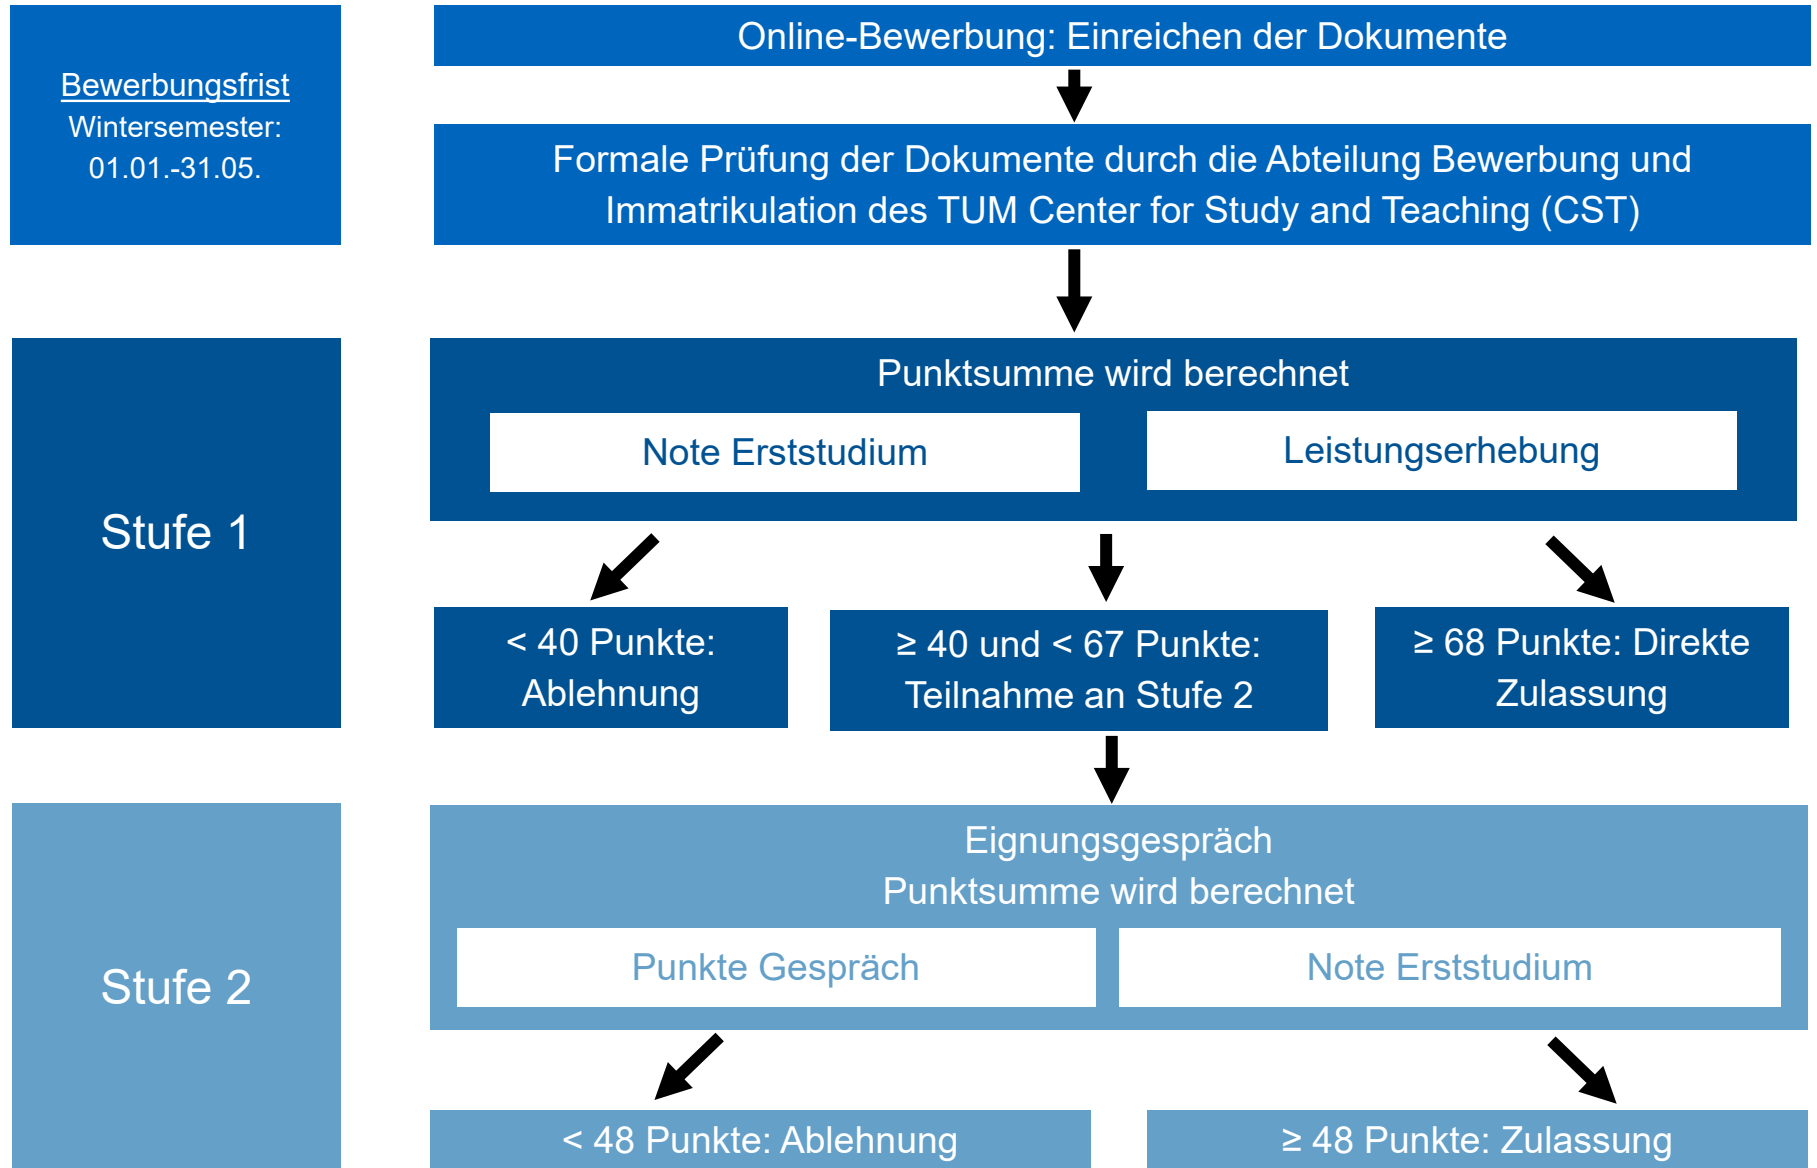 Bewerbungsfrist
Wintersemester:
01.01.-31.05.
Online-Bewerbung: Einreichen der Dokumente
Formale Prüfung der Dokumente durch die Abteilung Bewerbung und
Immatrikulation des TUM Center for Study and Teaching (CST)
Stufe 1
Punktsumme wird berechnet
Note Erststudium
Leistungserhebung
< 40 Punkte:
Ablehnung
≥ 40 und < 67 Punkte:
Teilnahme an Stufe 2
≥ 68 Punkte: Direkte
Zulassung
Stufe 2
Eignungsgespräch
Punktsumme wird berechnet
Punkte Gespräch
Note Erststudium
< 48 Punkte: Ablehnung
≥ 48 Punkte: Zulassung